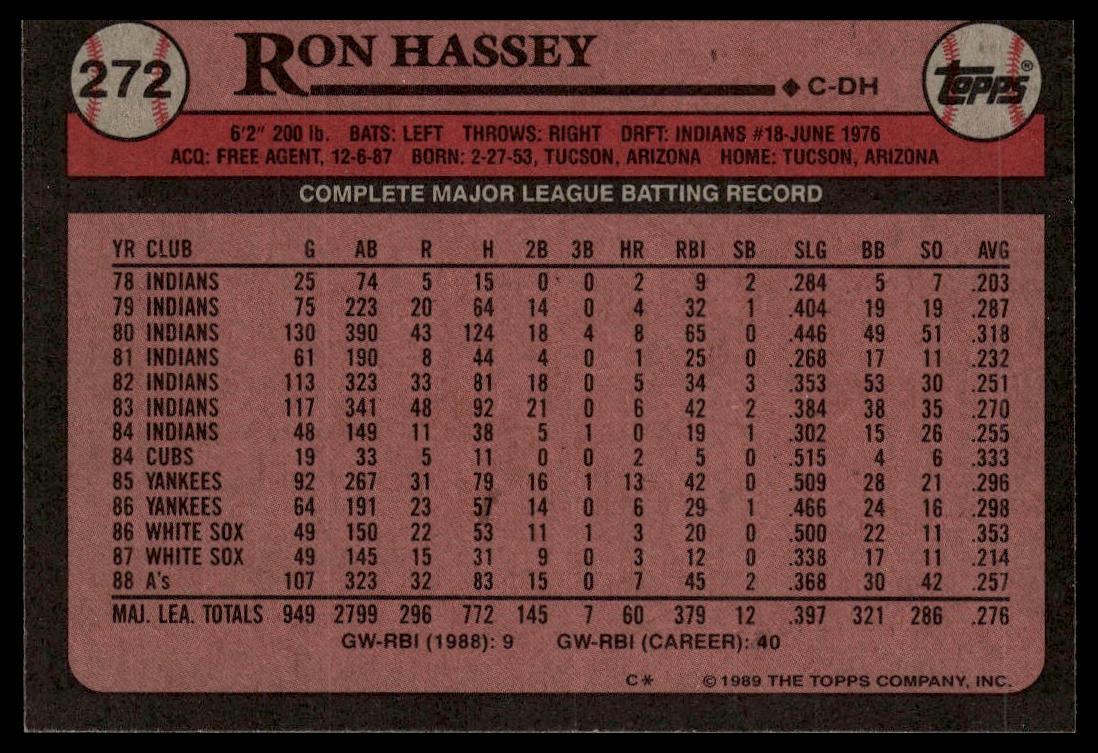 272
RON HASSEY
◆ C-DH
TOPPS®
6'2" 200 lb. BATS: LEFT THROWS: RIGHT DRFT: INDIANS #18-JUNE 1976
ACQ: FREE AGENT, 12-6-87 BORN: 2-27-53, TUCSON, ARIZONA HOME: TUCSON, ARIZONA
COMPLETE MAJOR LEAGUE BATTING RECORD
YR CLUB G AB R H 2B 3B HR RBI SB SLG BB SO AVG
78 INDIANS 25 74 5 15 0 0 2 9 2 .284 5 7 .203
79 INDIANS 75 223 20 64 14 0 4 32 1 .404 19 19 .287
80 INDIANS 130 390 43 124 18 4 8 65 0 .446 49 51 .318
81 INDIANS 61 190 8 44 4 0 1 25 0 .268 17 11 .232
82 INDIANS 113 323 33 81 18 0 5 34 3 .353 53 30 .251
83 INDIANS 117 341 48 92 21 0 6 42 2 .384 38 35 .270
84 INDIANS 48 149 11 38 5 1 0 19 1 .302 15 26 .255
84 CUBS 19 33 5 11 0 0 2 5 0 .515 4 6 .333
85 YANKEES 92 267 31 79 16 1 13 42 0 .509 28 21 .296
86 YANKEES 64 191 23 57 14 0 6 29 1 .466 24 16 .298
86 WHITE SOX 49 150 22 53 11 1 3 20 0 .500 22 11 .353
87 WHITE SOX 49 145 15 31 9 0 3 12 0 .338 17 11 .214
88 A's 107 323 32 83 15 0 7 45 2 .368 30 42 .257
MAJ. LEA. TOTALS 949 2799 296 772 145 7 60 379 12 .397 321 286 .276
GW-RBI (1988): 9 GW-RBI (CAREER): 40
C* © 1989 THE TOPPS COMPANY, INC.